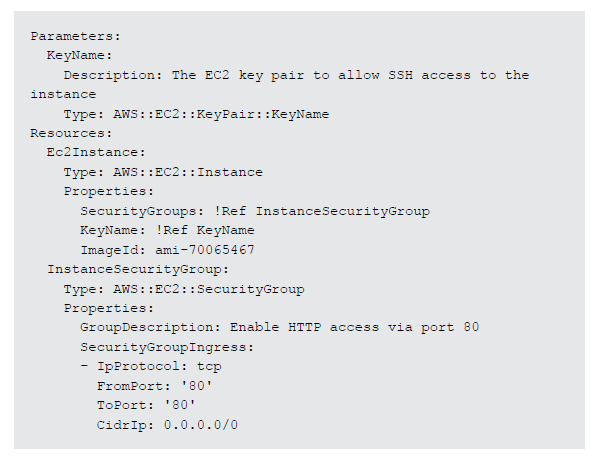 Parameters:
  KeyName:
    Description: The EC2 key pair to allow SSH access to the
instance
    Type: AWS::EC2::KeyPair::KeyName
Resources:
  Ec2Instance:
    Type: AWS::EC2::Instance
    Properties:
      SecurityGroups: !Ref InstanceSecurityGroup
      KeyName: !Ref KeyName
      ImageId: ami-70065467
  InstanceSecurityGroup:
    Type: AWS::EC2::SecurityGroup
    Properties:
      GroupDescription: Enable HTTP access via port 80
      SecurityGroupIngress:
      - IpProtocol: tcp
        FromPort: '80'
        ToPort: '80'
        CidrIp: 0.0.0.0/0